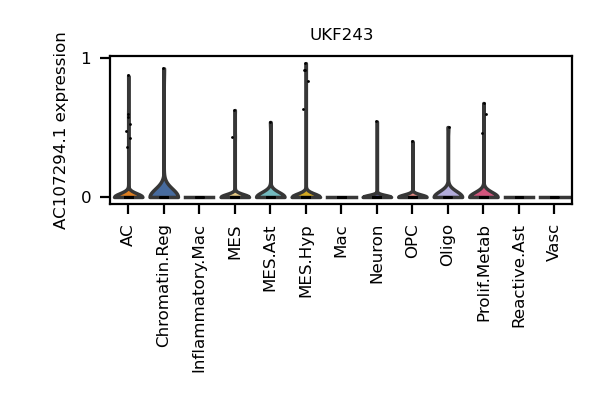 UKF243
AC107294.1 expression
1
0
AC
Chromatin.Reg
Inflammatory.Mac
MES
MES.Ast
MES.Hyp
Mac
Neuron
OPC
Oligo
Prolif.Metab
Reactive.Ast
Vasc